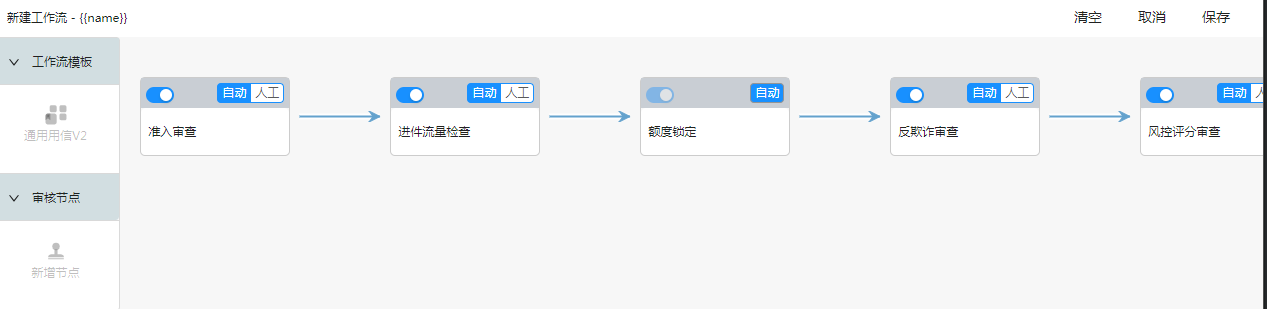 新建工作流 - {{name}}
清空 取消 保存
工作流模板
通用用信V2
审核节点
新增节点
自动 人工
准入审查
自动 人工
进件流量检查
自动
额度锁定
自动 人工
反欺诈审查
自动
风控评分审查